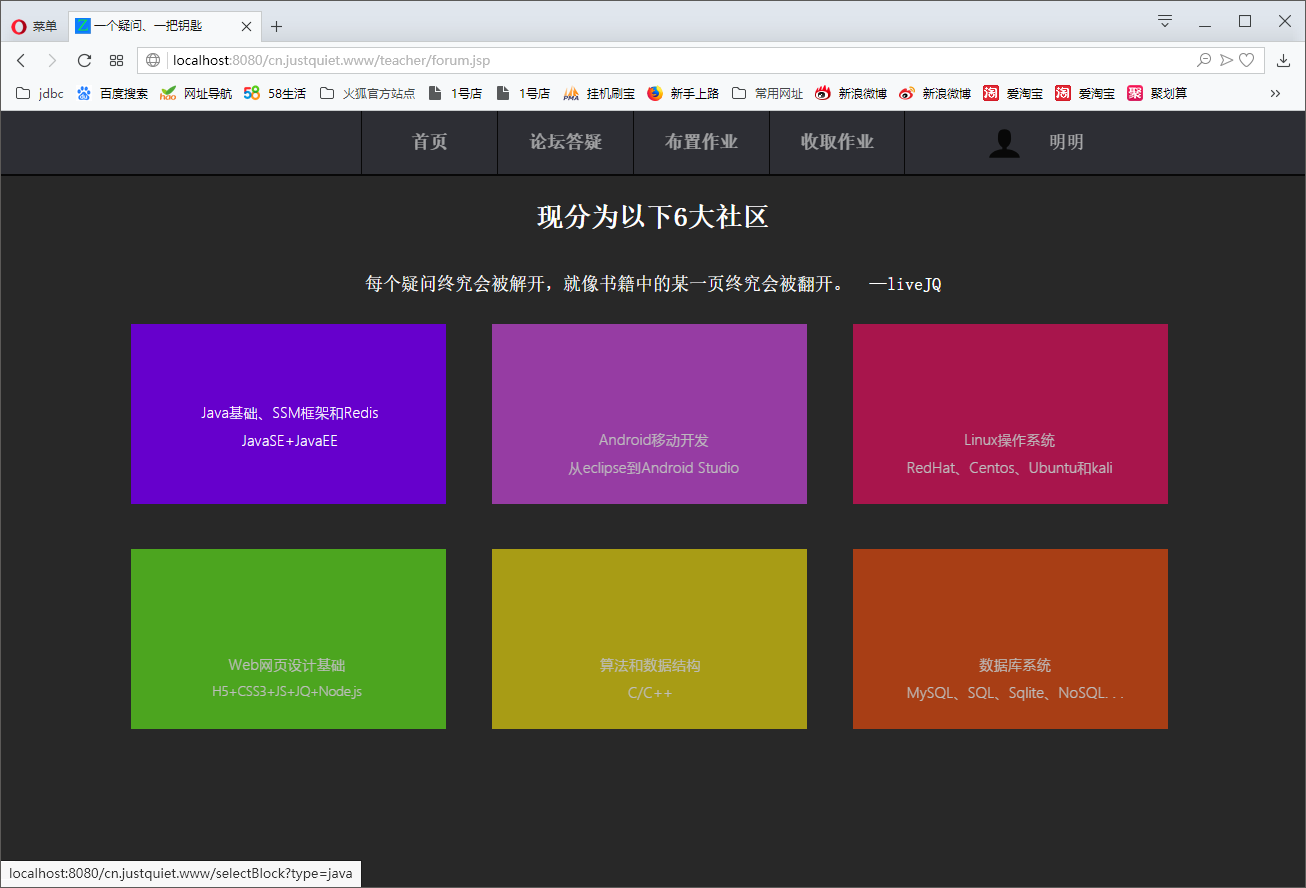 菜单 一个疑问、一把钥匙
localhost:8080/cn.justquiet.www/teacher/forum.jsp
jdbc 百度搜索 网址导航 58 58生活 火狐官方站点 1号店 1号店 挂机刷宝 新手上路 常用网址 新浪微博 新浪微博 淘 爱淘宝 淘 爱淘宝 聚 聚划算
首页 论坛答疑 布置作业 收取作业 明明
现分为以下6大社区
每个疑问终究会被解开，就像书籍中的某一页终究会被翻开。 —liveJQ
Java基础、SSM框架和Redis
JavaSE+JavaEE
Android移动开发
从eclipse到Android Studio
Linux操作系统
RedHat、Centos、Ubuntu和kali
Web网页设计基础
H5+CSS3+JS+JQ+Node.js
算法和数据结构
C/C++
数据库系统
MySQL、SQL、Sqlite、NoSQL...
localhost:8080/cn.justquiet.www/selectBlock?type=java